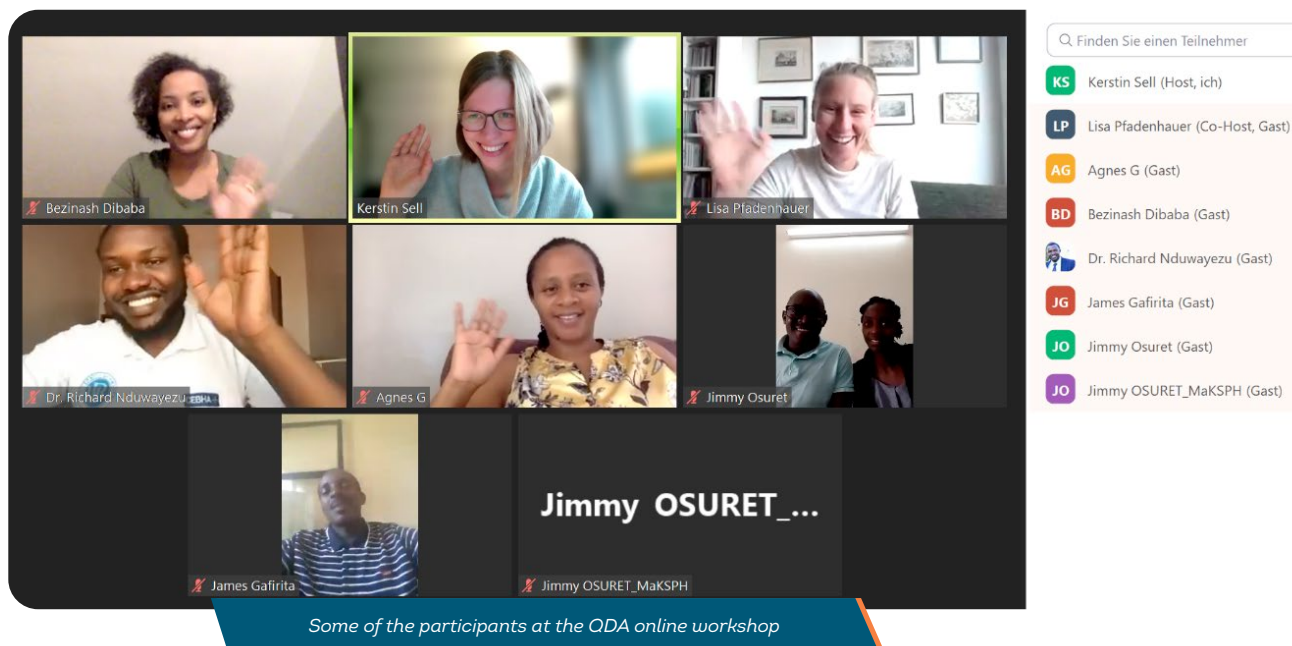 Bezinash Dibaba
Kerstin Sell
Lisa Pfadenhauer
Dr. Richard Nduwayezu
Agnes G
Jimmy Osuret
Jimmy OSURET_...
James Gafirita
Jimmy OSURET_MaKSPH
Finden Sie einen Teilnehmer
KS Kerstin Sell (Host, ich)
LP Lisa Pfadenhauer (Co-Host, Gast)
AG Agnes G (Gast)
BD Bezinash Dibaba (Gast)
Dr. Richard Nduwayezu (Gast)
JG James Gafirita (Gast)
JO Jimmy Osuret (Gast)
JO Jimmy OSURET_MaKSPH (Gast)
Some of the participants at the QDA online workshop